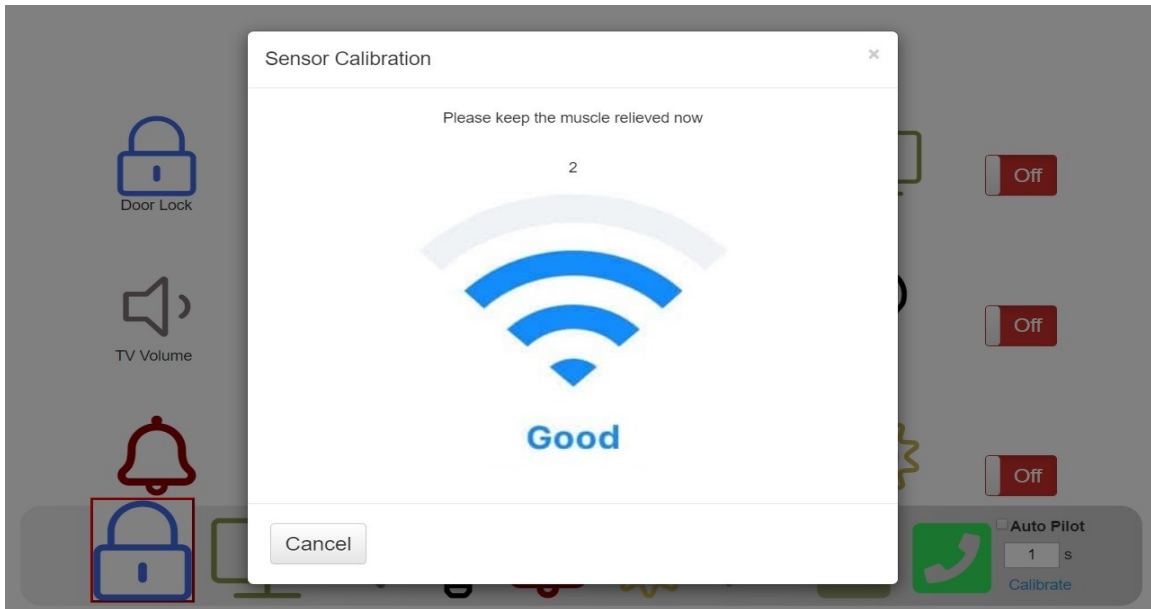 Sensor Calibration ×
Please keep the muscle relieved now
2
Good
Cancel
Door Lock
Off
TV Volume
Off
Off
Auto Pilot
1 s
Calibrate